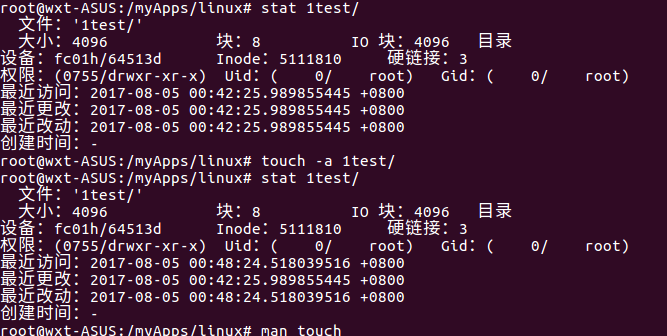 root@wxt-ASUS:/myApps/linux# stat 1test/
文件：'1test/'
大小：4096 块：8 IO 块：4096 目录
设备：fc01h/64513d Inode：5111810 硬链接：3
权限：(0755/drwxr-xr-x) Uid：( 0/ root) Gid：( 0/ root)
最近访问：2017-08-05 00:42:25.989855445 +0800
最近更改：2017-08-05 00:42:25.989855445 +0800
最近改动：2017-08-05 00:42:25.989855445 +0800
创建时间：-
root@wxt-ASUS:/myApps/linux# touch -a 1test/
root@wxt-ASUS:/myApps/linux# stat 1test/
文件：'1test/'
大小：4096 块：8 IO 块：4096 目录
设备：fc01h/64513d Inode：5111810 硬链接：3
权限：(0755/drwxr-xr-x) Uid：( 0/ root) Gid：( 0/ root)
最近访问：2017-08-05 00:48:24.518039516 +0800
最近更改：2017-08-05 00:42:25.989855445 +0800
最近改动：2017-08-05 00:48:24.518039516 +0800
创建时间：-
root@wxt-ASUS:/myApps/linux# man touch